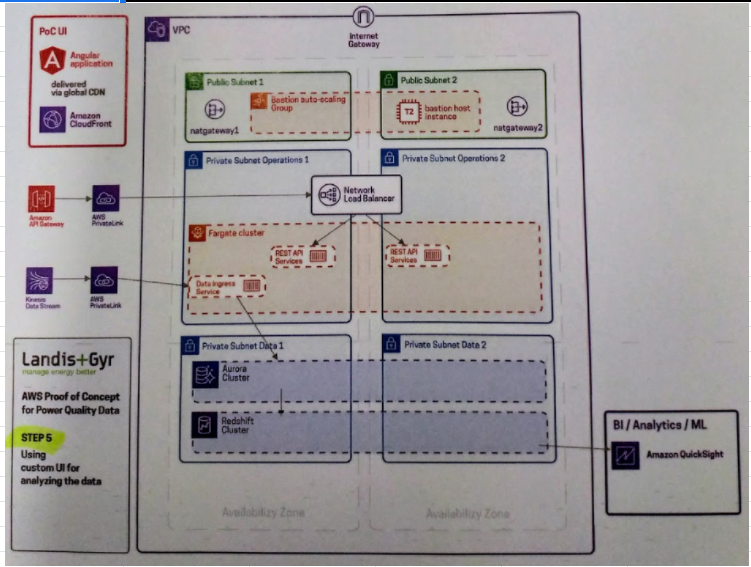 PoC UI
Angular
application
delivered
via global CDN
Amazon
CloudFront
VPC
Internet
Gateway
Public Subnet 1
Public Subnet 2
natgateway1
Bastion auto-scaling
Group
T2
bastion host
instance
natgateway2
Private Subnet Operations 1
Private Subnet Operations 2
Amazon
API Gateway
AWS
PrivateLink
Network
Load Balancer
Fargate cluster
REST API
Services
REST API
Services
Kinesis
Data Stream
AWS
PrivateLink
Data Ingress
Service
Private Subnet Data 1
Private Subnet Data 2
Aurora
Cluster
Redshift
Cluster
Landis+Gyr
manage energy better
AWS Proof of Concept
for Power Quality Data
STEP 5
Using
custom UI for
analyzing the data
BI / Analytics / ML
Amazon QuickSight
Availability Zone
Availability Zone